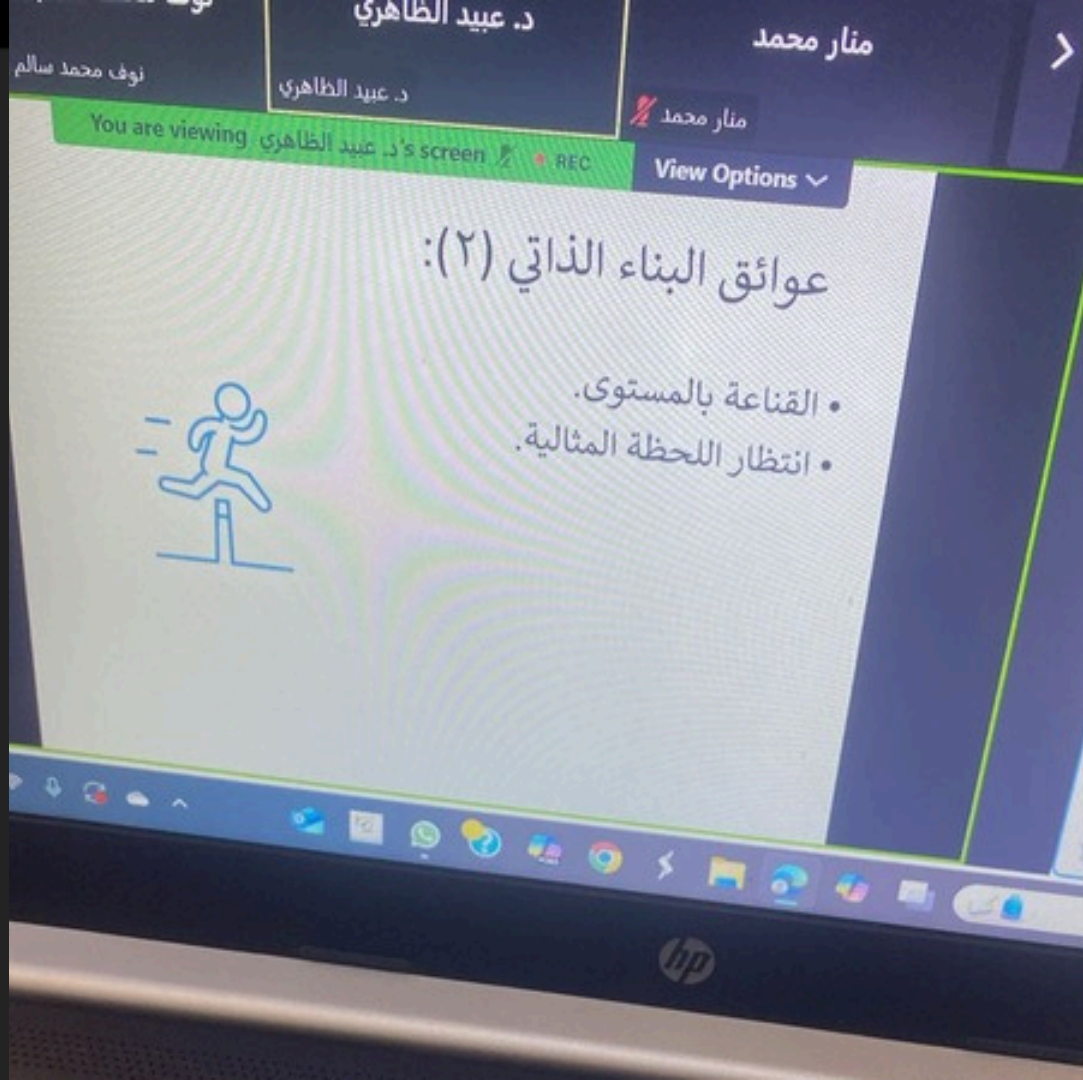 د. عبيد الظاهري
منار محمد
نوف محمد سالم
د. عبيد الظاهري
منار محمد
You are viewing د. عبيد الظاهري's screen
REC
View Options
عوائق البناء الذاتي (٢):
• القناعة بالمستوى.
• انتظار اللحظة المثالية.
hp